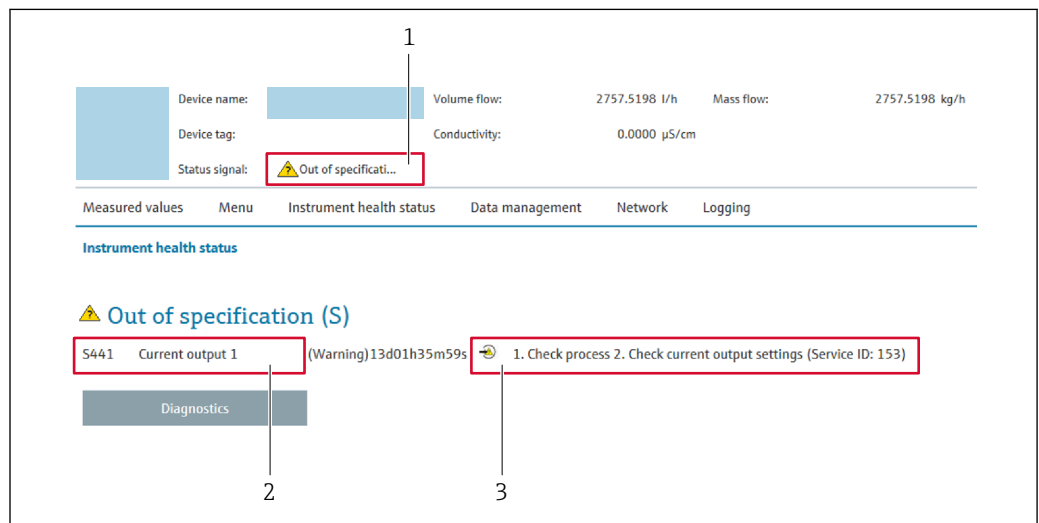 1
Device name: Volume flow: 2757.5198 l/h Mass flow: 2757.5198 kg/h
Device tag: Conductivity: 0.0000 µS/cm
Status signal: Out of specificati...
Measured values Menu Instrument health status Data management Network Logging
Instrument health status
Out of specification (S)
S441 Current output 1 (Warning)13d01h35m59s 1. Check process 2. Check current output settings (Service ID: 153)
Diagnostics
2 3